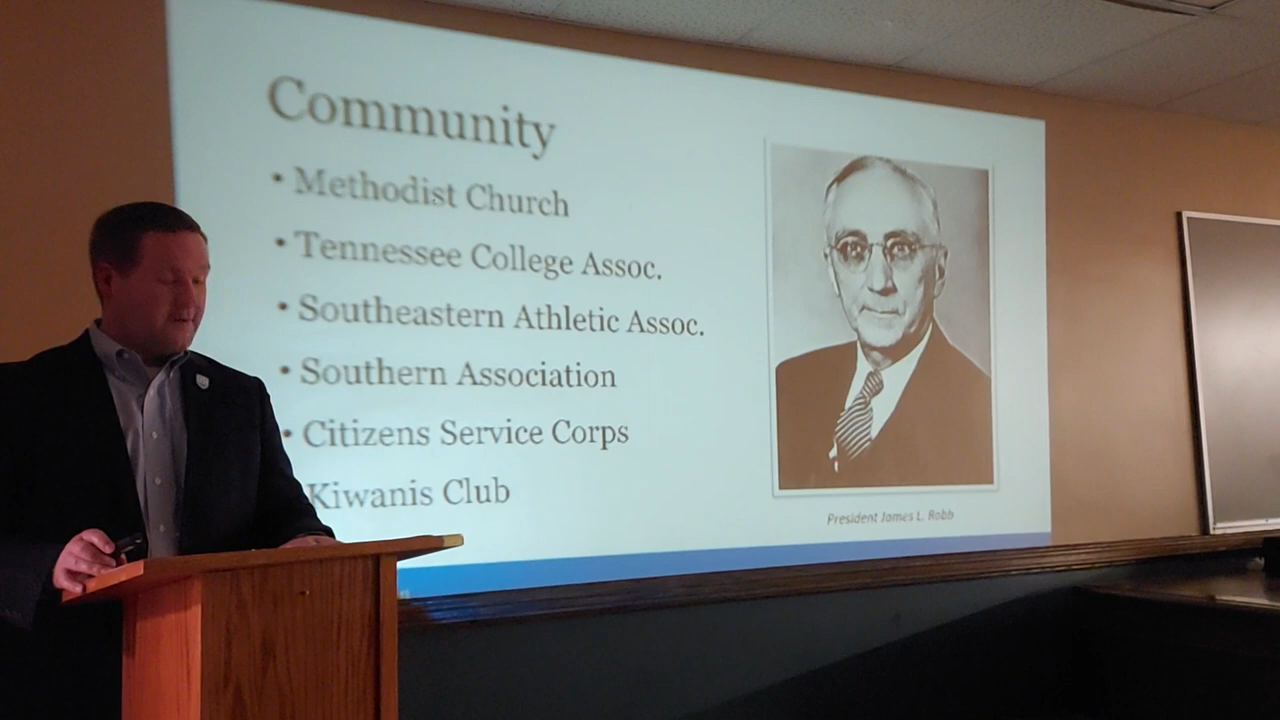 Community
• Methodist Church
• Tennessee College Assoc.
• Southeastern Athletic Assoc.
• Southern Association
• Citizens Service Corps
Kiwanis Club
President James L. Robb